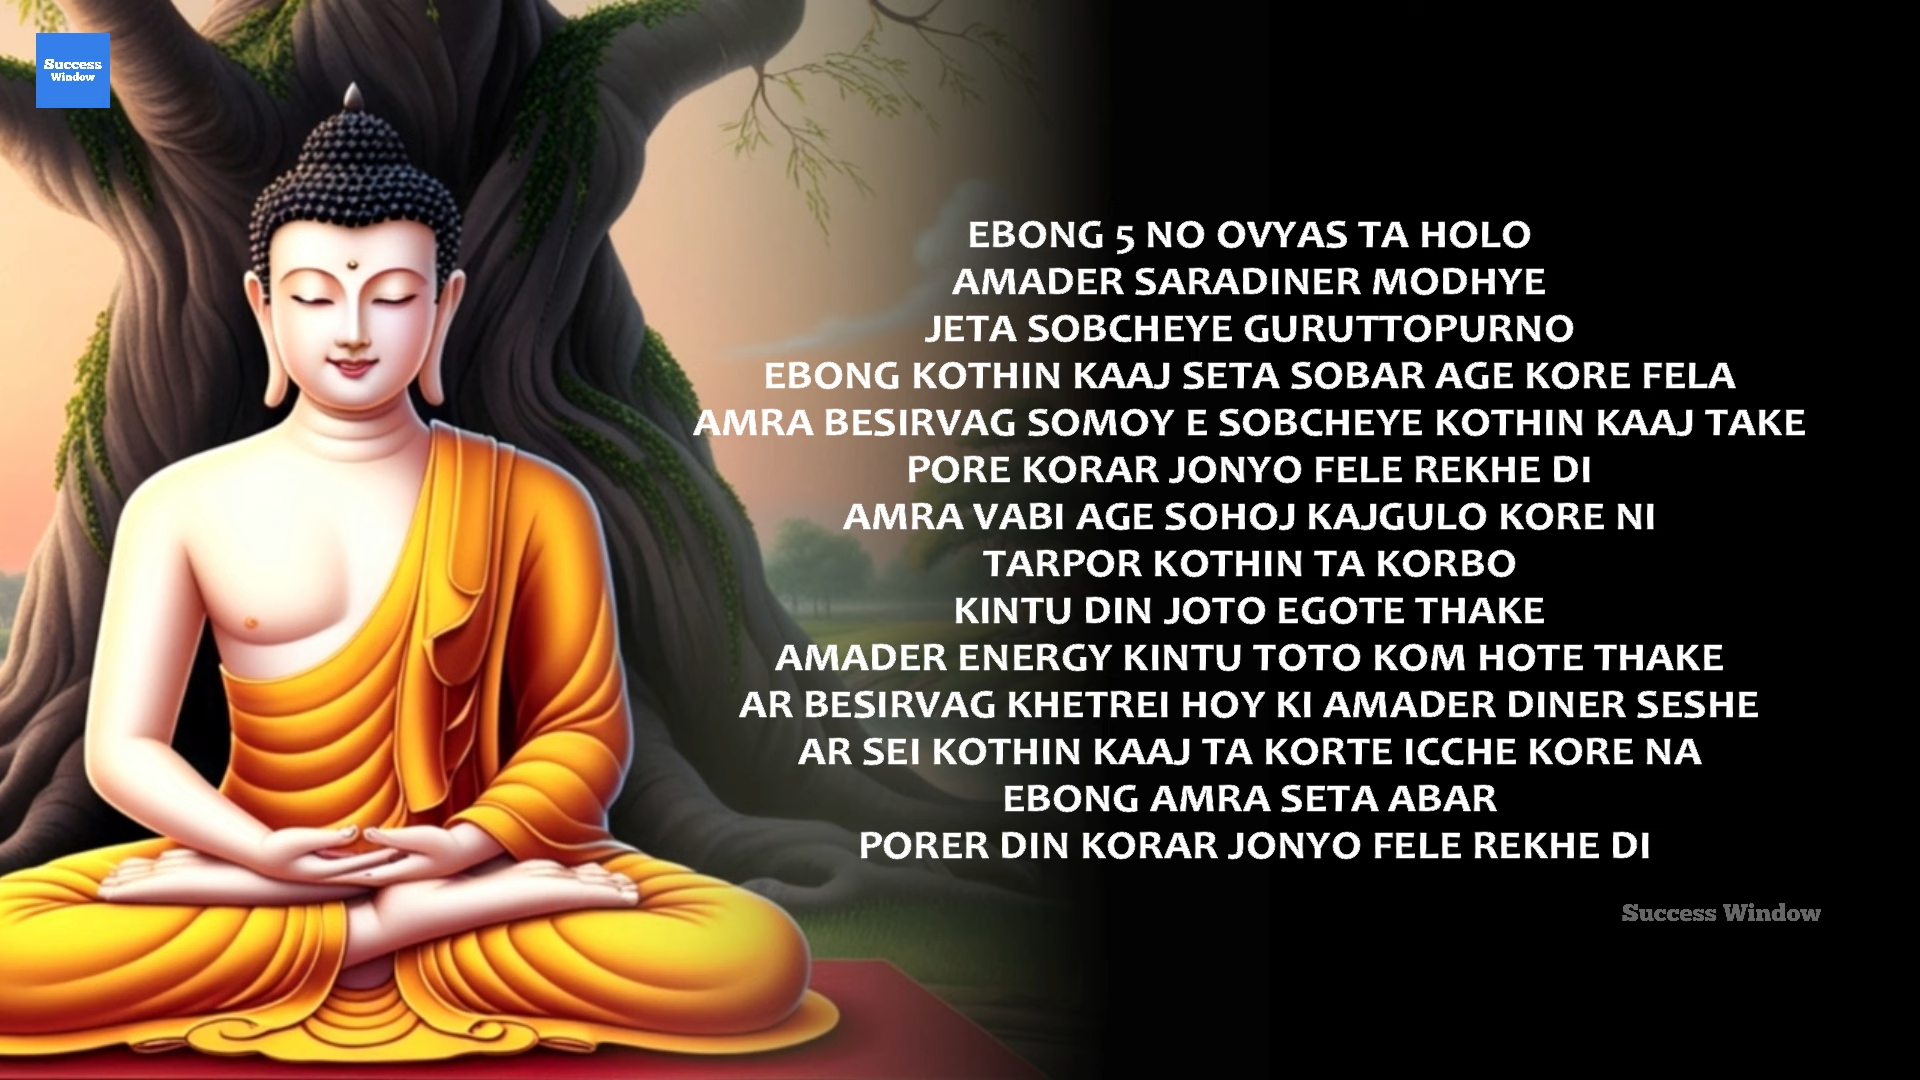 Success
Window
EBONG 5 NO OVYAS TA HOLO
AMADER SARADINER MODHYE
JETA SOBCHEYE GURUTTOPURNO
EBONG KOTHIN KAAJ SETA SOBAR AGE KORE FELA
AMRA BESIRVAG SOMOY E SOBCHEYE KOTHIN KAAJ TAKE
PORE KORAR JONYO FELE REKHE DI
AMRA VABI AGE SOHOJ KAJGULO KORE NI
TARPOR KOTHIN TA KORBO
KINTU DIN JOTO EGOTE THAKE
AMADER ENERGY KINTU TOTO KOM HOTE THAKE
AR BESIRVAG KHETREI HOY KI AMADER DINER SESHE
AR SEI KOTHIN KAAJ TA KORTE ICCHE KORE NA
EBONG AMRA SETA ABAR
PORER DIN KORAR JONYO FELE REKHE DI
Success Window